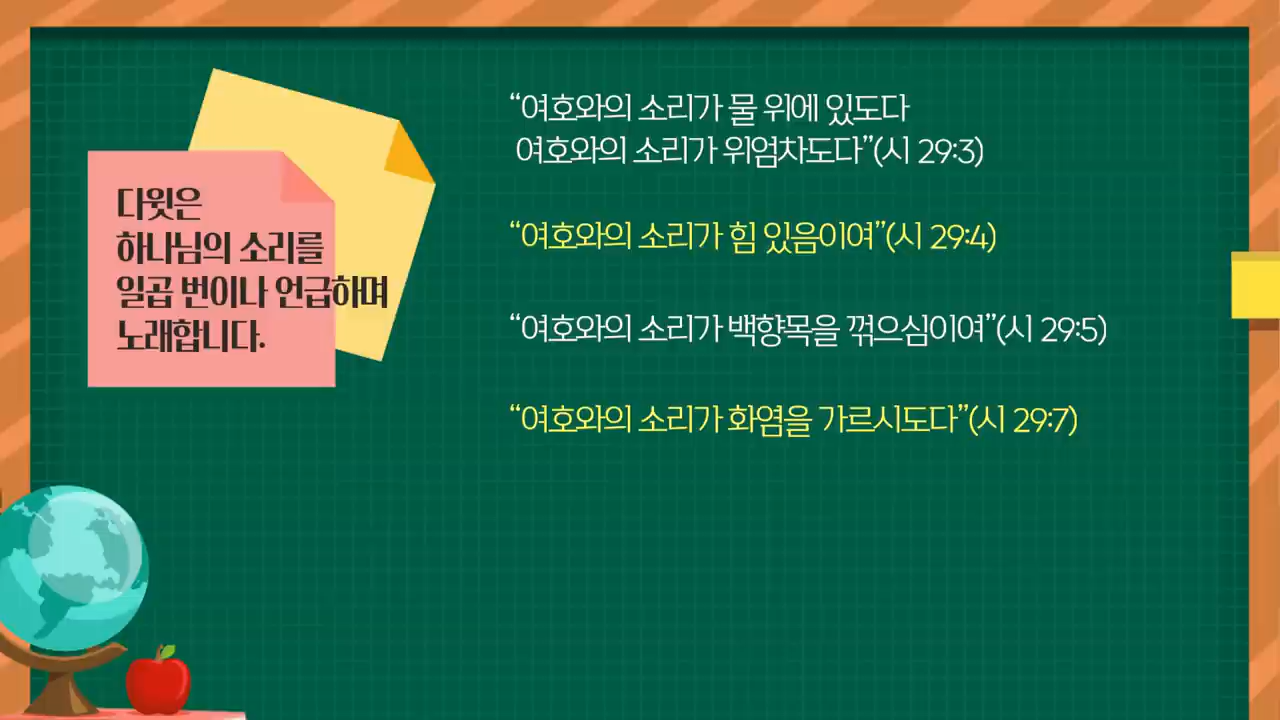 다윗은
하나님의 소리를
일곱 번이나 언급하며
노래합니다.
“여호와의 소리가 물 위에 있도다
여호와의 소리가 위엄차도다”(시 29:3)
“여호와의 소리가 힘 있음이여”(시 29:4)
“여호와의 소리가 백향목을 꺾으심이여”(시 29:5)
“여호와의 소리가 화염을 가르시도다”(시 29:7)